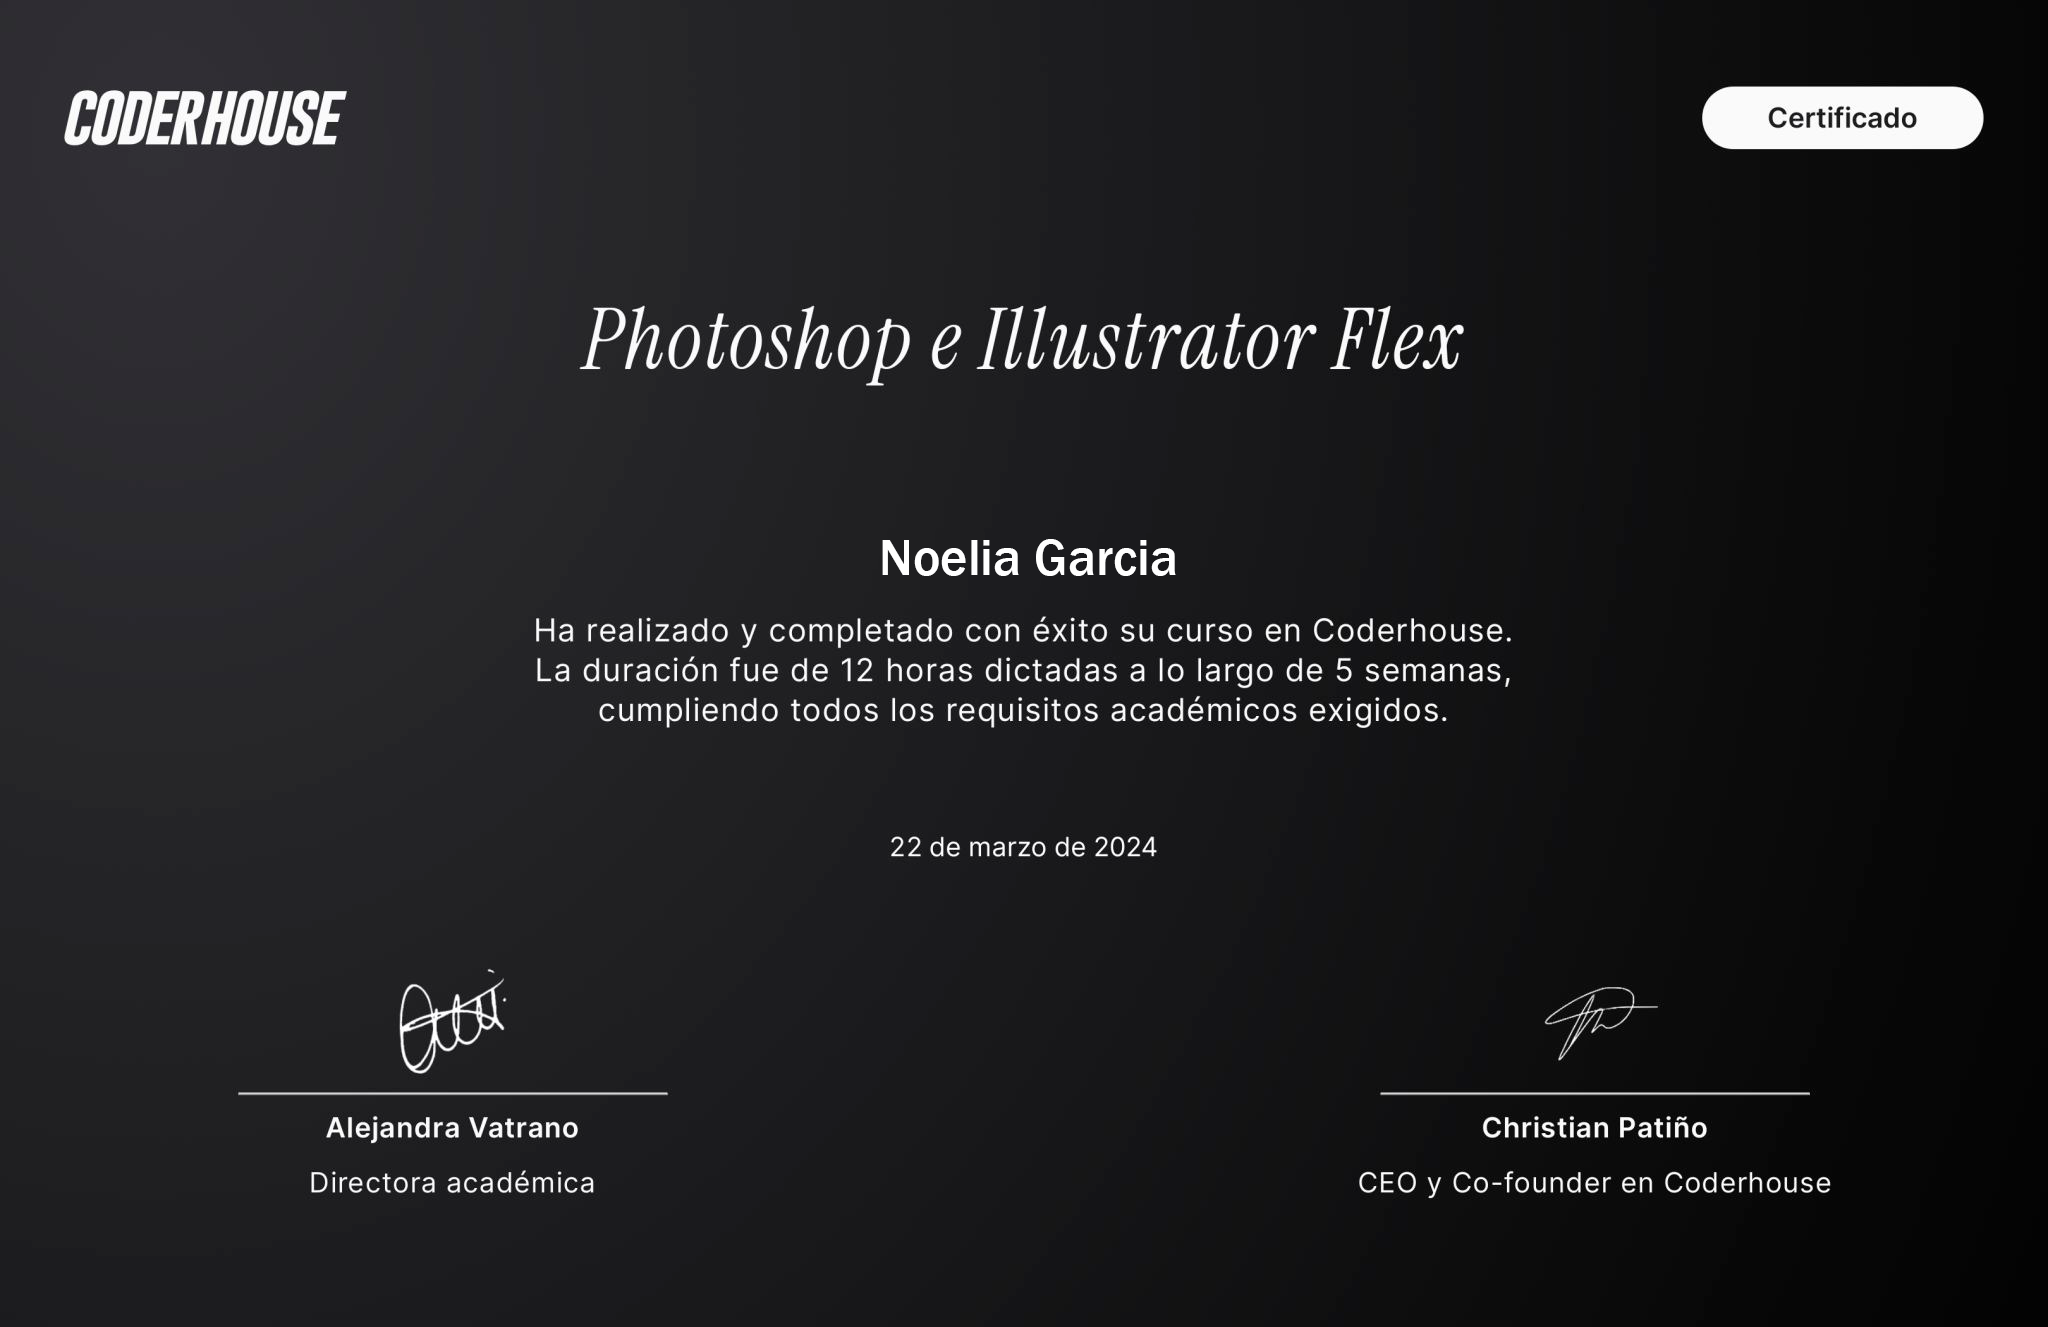 CODERHOUSE
Certificado
Photoshop e Illustrator Flex
Noelia Garcia
Ha realizado y completado con éxito su curso en Coderhouse.
La duración fue de 12 horas dictadas a lo largo de 5 semanas,
cumpliendo todos los requisitos académicos exigidos.
22 de marzo de 2024
Alejandra Vatrano
Directora académica
Christian Patiño
CEO y Co-founder en Coderhouse